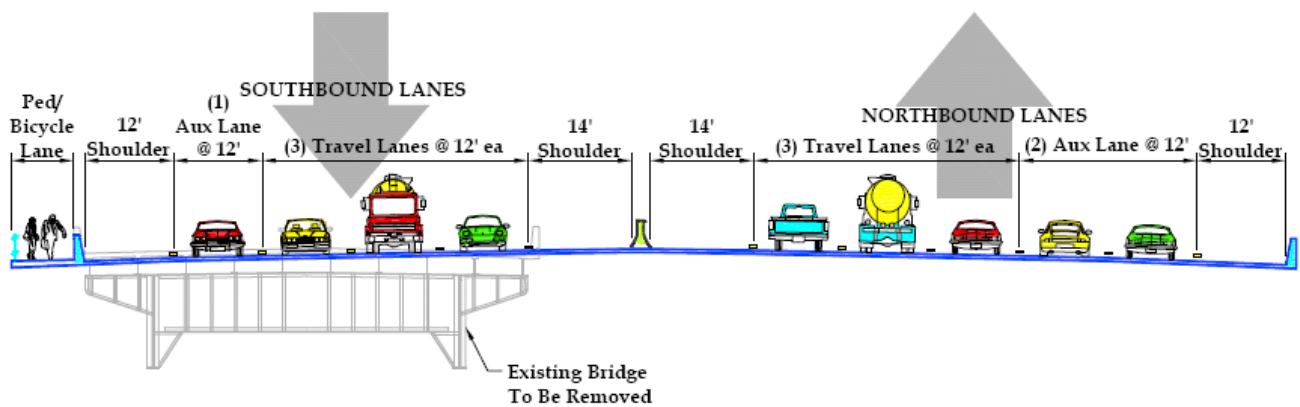 SOUTHBOUND LANES
NORTHBOUND LANES
Ped/
Bicycle
Lane
12'
Shoulder
(1)
Aux Lane
@ 12'
(3) Travel Lanes @ 12' ea
14'
Shoulder
14'
Shoulder
(3) Travel Lanes @ 12' ea
(2) Aux Lane @ 12'
12'
Shoulder
Existing Bridge
To Be Removed